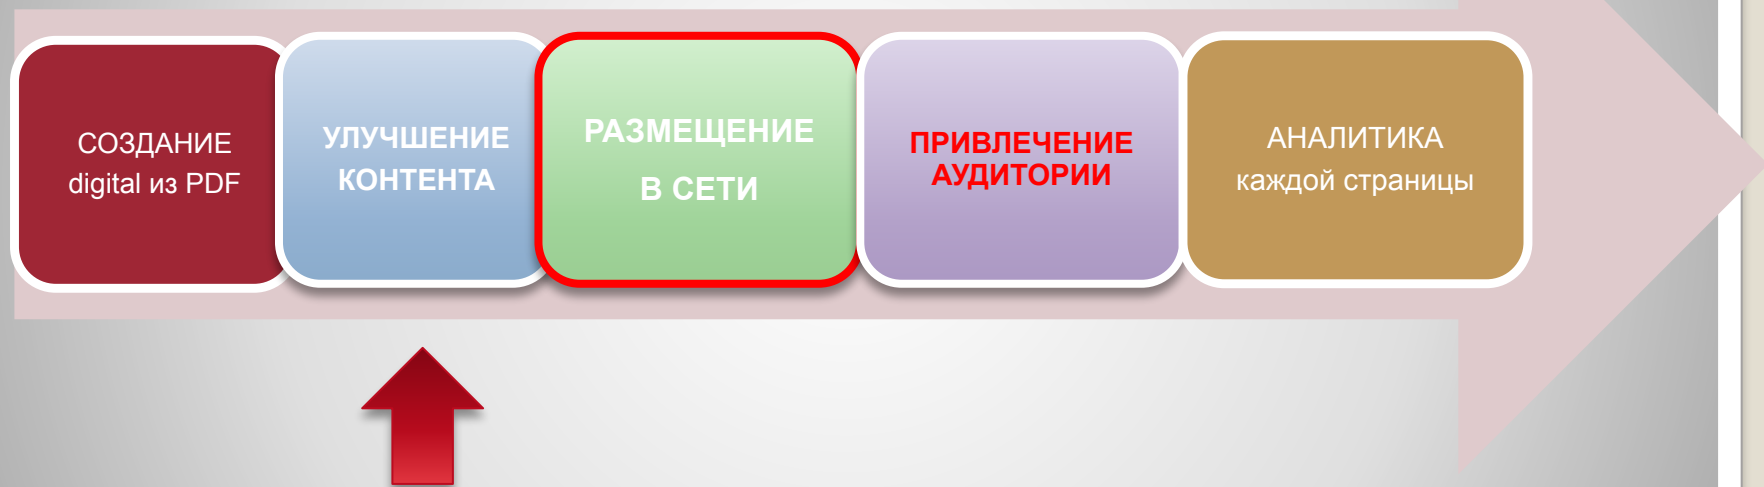 СОЗДАНИЕ
digital из PDF
УЛУЧШЕНИЕ
КОНТЕНТА
РАЗМЕЩЕНИЕ
В СЕТИ
ПРИВЛЕЧЕНИЕ
АУДИТОРИИ
АНАЛИТИКА
каждой страницы